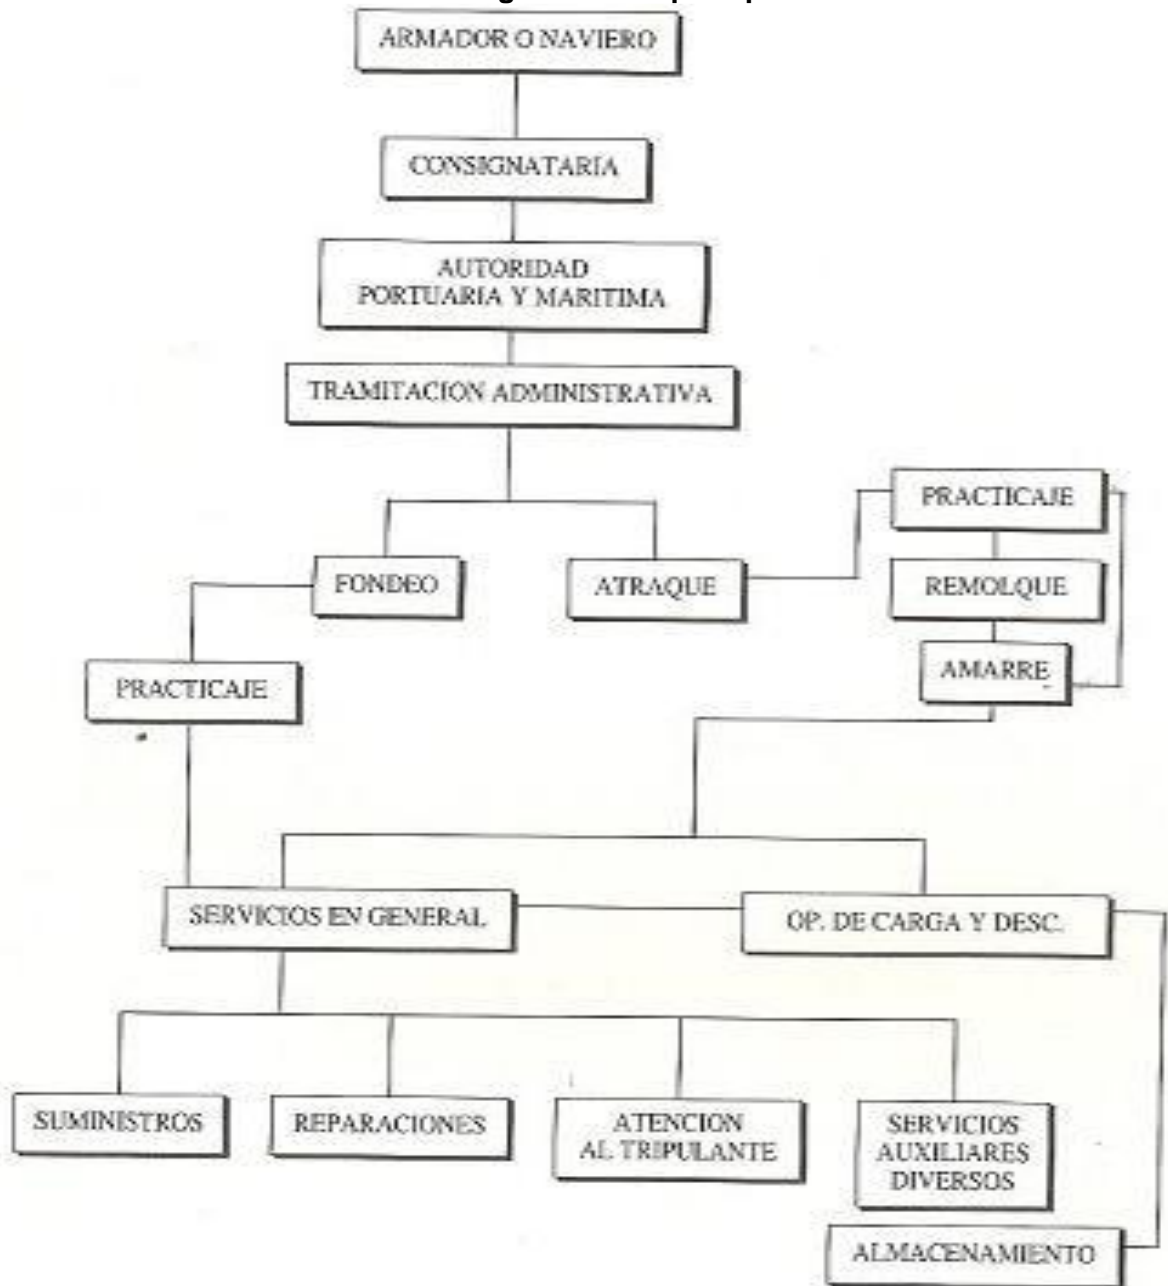 ARMADOR O NAVIERO
CONSIGNATARIA
AUTORIDAD
PORTUARIA Y MARITIMA
TRAMITACION ADMINISTRATIVA
PRACTICAJE
FONDEO
ATRAQUE
REMOLQUE
AMARRE
PRACTICAJE
SERVICIOS EN GENERAL
OP. DE CARGA Y DESC.
SUMINISTROS
REPARACIONES
ATENCION
AL TRIPULANTE
SERVICIOS
AUXILIARES
DIVERSOS
ALMACENAMIENTO